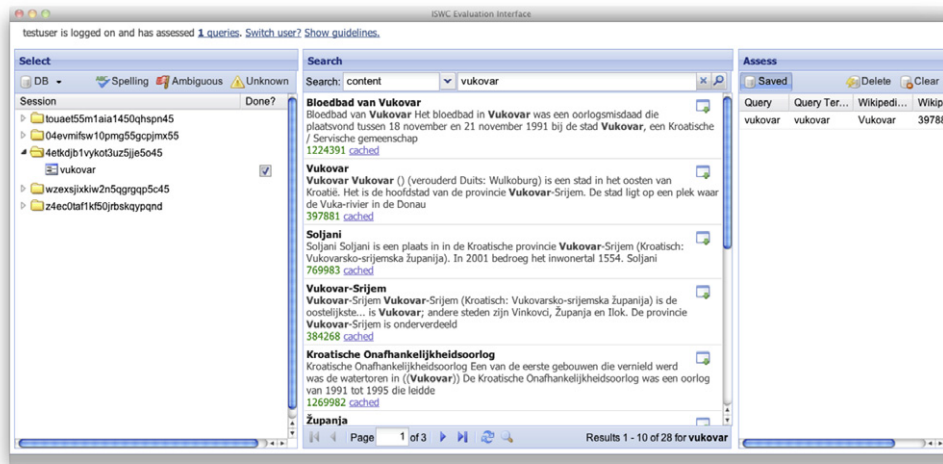 ISWC Evaluation Interface
testuser is logged on and has assessed 1 queries. Switch user? Show guidelines.
Select
DB Spelling Ambiguous Unknown
Session Done?
touaet55m1aia1450qhspn45
04evmifsw10pmg55gcpjmx55
4etkdjb1vykot3uz5jje5o45
vukovar
wzexsjixkiw2n5qgrgqp5c45
z4ec0taf1kf50jrbskqypqnd
Search
Search: content vukovar
Bloedbad van Vukovar
Bloedbad van Vukovar Het bloedbad in Vukovar was een oorlogsmisdaad die
plaatsvond tussen 18 november en 21 november 1991 bij de stad Vukovar, een Kroatische
/ Servische gemeenschap
1224391 cached
Vukovar
Vukovar Vukovar () (verouderd Duits: Wulkoburg) is een stad in het oosten van
Kroatië. Het is de hoofdstad van de provincie Vukovar-Srijem. De stad ligt op een plek waar
de Vuka-rivier in de Donau
397881 cached
Soljani
Soljani Soljani is een plaats in in de Kroatische provincie Vukovar-Srijem (Kroatisch:
Vukovarsko-srijemska županija). In 2001 bedroeg het inwonertal 1554. Soljani
769983 cached
Vukovar-Srijem
Vukovar-Srijem Vukovar-Srijem (Kroatisch: Vukovarsko-srijemska županija) is de
oostelijkste... is Vukovar; andere steden zijn Vinkovci, Županja en Ilok. De provincie
Vukovar-Srijem is onderverdeeld
384268 cached
Kroatische Onafhankelijkheidsoorlog
Kroatische Onafhankelijkheidsoorlog Een van de eerste gebouwen die vernield werd
was de watertoren in ((Vukovar)) De Kroatische Onafhankelijkheidsoorlog was een oorlog
van 1991 tot 1995 die leidde
1269982 cached
Županja
Page 1 of 3 Results 1 - 10 of 28 for vukovar
Assess
Saved Delete Clear
Query Query Ter... Wikipedi... Wikip
vukovar vukovar Vukovar 39788